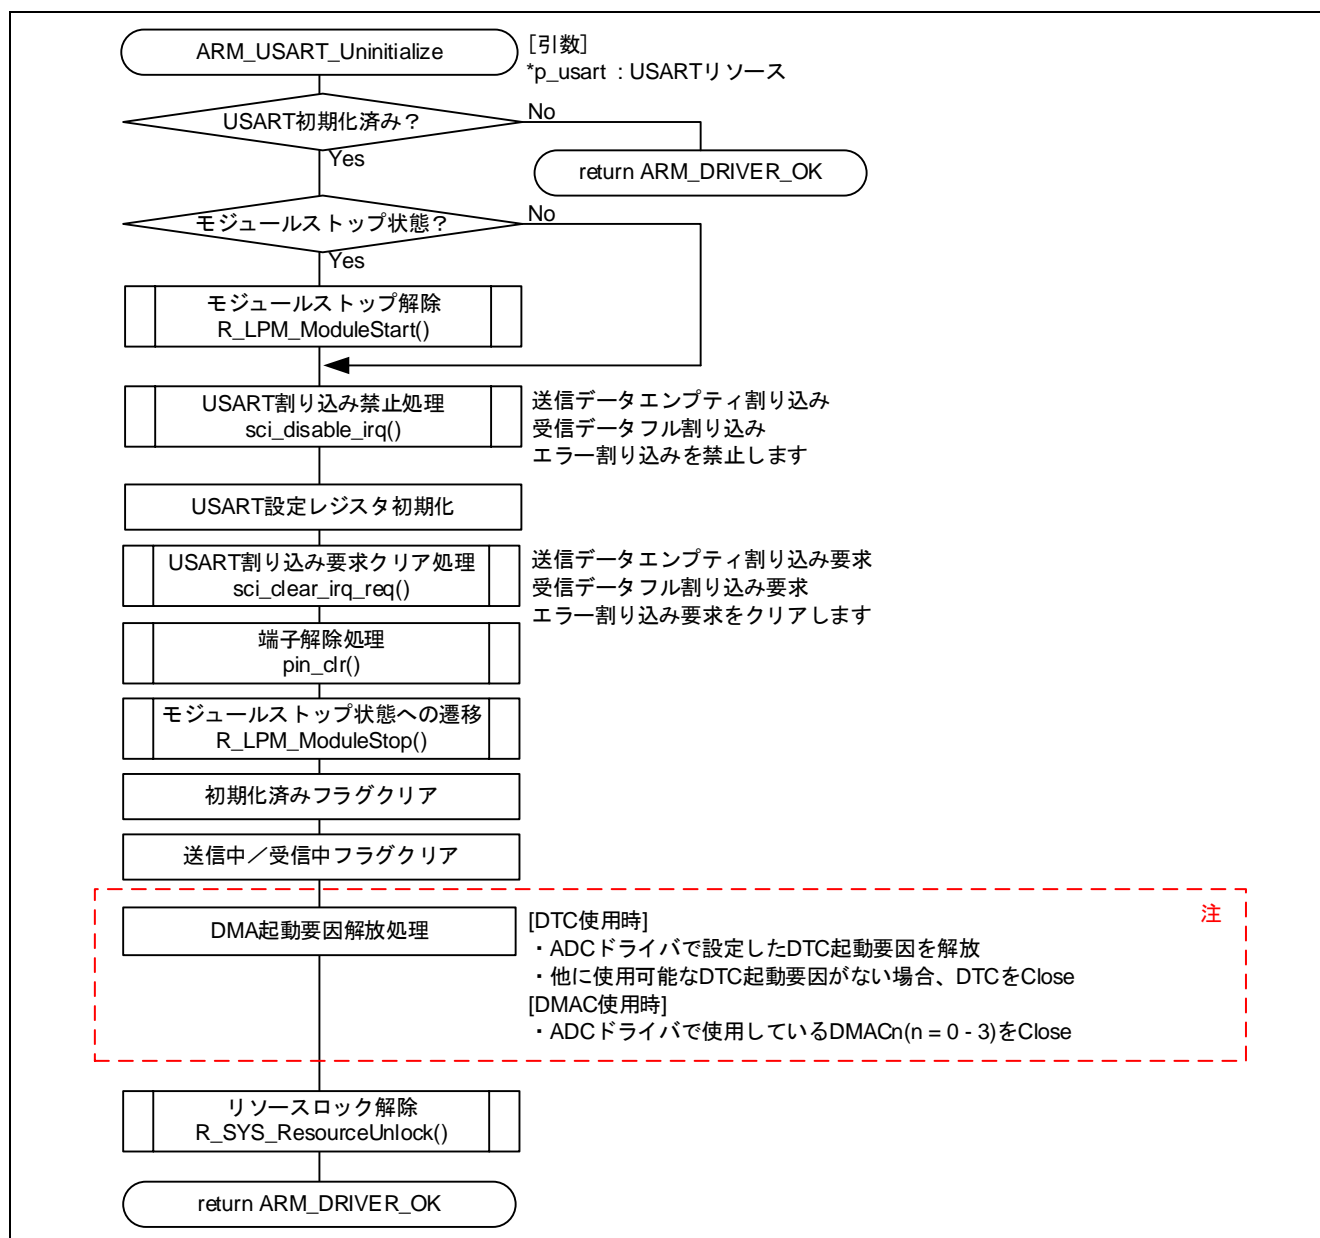 ARM_USART_Uninitialize
[引数]
*p_usart : USARTリソース
USART初期化済み?
No
Yes
return ARM_DRIVER_OK
モジュールストップ状態?
No
Yes
モジュールストップ解除
R_LPM_ModuleStart()
USART割り込み禁止処理
sci_disable_irq()
送信データエンプティ割り込み
受信データフル割り込み
エラー割り込みを禁止します
USART設定レジスタ初期化
USART割り込み要求クリア処理
sci_clear_irq_req()
送信データエンプティ割り込み要求
受信データフル割り込み要求
エラー割り込み要求をクリアします
端子解除処理
pin_clr()
モジュールストップ状態への遷移
R_LPM_ModuleStop()
初期化済みフラグクリア
送信中/受信中フラグクリア
注
DMA起動要因解放処理
[DTC使用時]
・ADCドライバで設定したDTC起動要因を解放
・他に使用可能なDTC起動要因がない場合、DTCをClose
[DMAC使用時]
・ADCドライバで使用しているDMACn(n = 0 - 3)をClose
リソースロック解除
R_SYS_ResourceUnlock()
return ARM_DRIVER_OK